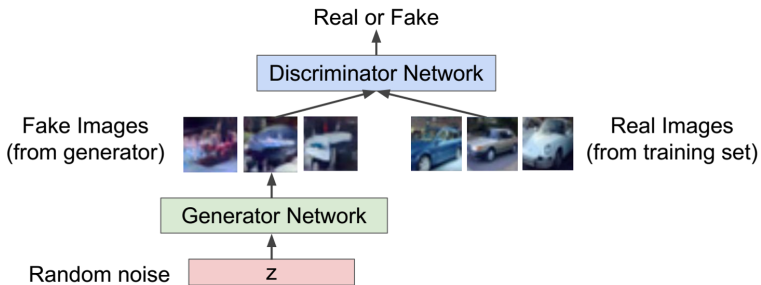 Real or Fake
Discriminator Network
Fake Images
(from generator)
Real Images
(from training set)
Generator Network
Random noise
z